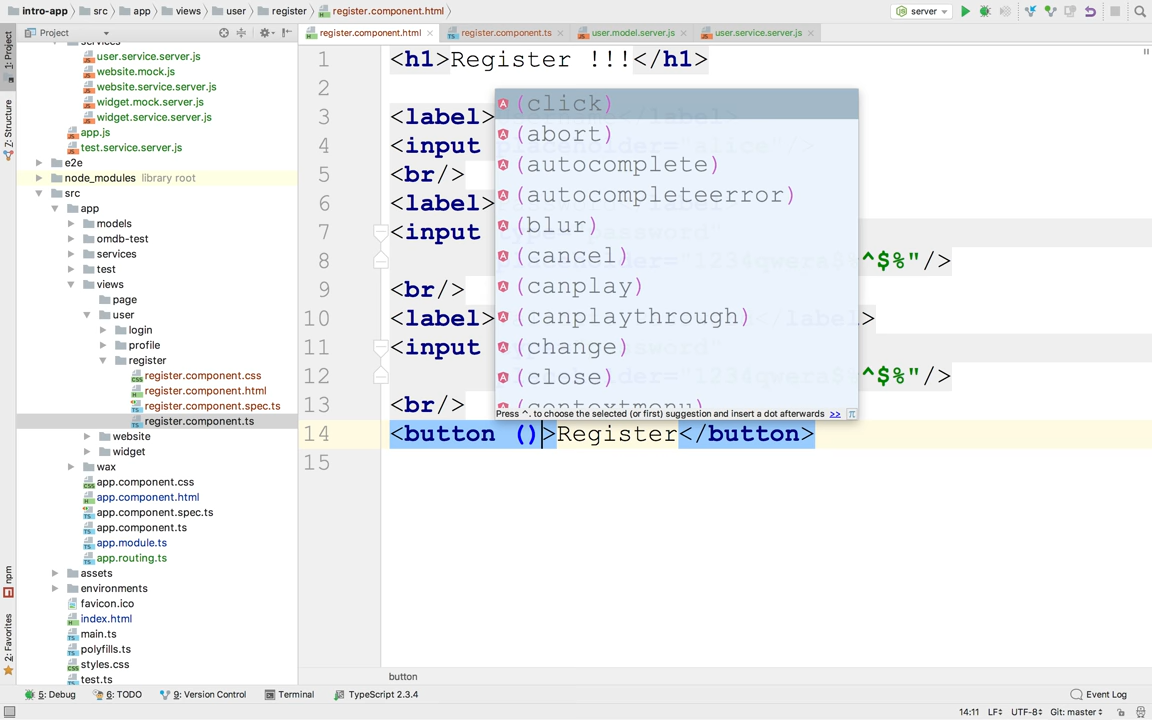 intro-app src app views user register register.component.html server
1: Project
Project
register.component.html
register.component.ts
user.model.server.js
user.service.server.js
services
user.service.server.js
website.mock.js
website.service.server.js
widget.mock.server.js
widget.service.server.js
app.js
test.service.server.js
e2e
node_modules library root
src
app
models
omdb-test
services
test
views
page
user
login
profile
register
register.component.css
register.component.html
register.component.spec.ts
register.component.ts
website
widget
wax
app.component.css
app.component.html
app.component.spec.ts
app.component.ts
app.module.ts
app.routing.ts
assets
environments
favicon.ico
index.html
main.ts
polyfills.ts
styles.css
test.ts
Z: Structure
npm
2: Favorites
1 <h1>Register !!!</h1>
2
3 <label>
4 <input
5 <br/>
6 <label>
7 <input
8 ^$%"/>
9 <br/>
10 <label> >
11 <input
12 ^$%"/>
13 <br/>
14 <button ()>Register</button>
15
(click)
(abort)
(autocomplete)
(autocompleteerror)
(blur)
(cancel)
(canplay)
(canplaythrough)
(change)
(close)
(contextmenu)
Press ^. to choose the selected (or first) suggestion and insert a dot afterwards >> π
button
5: Debug 6: TODO 9: Version Control Terminal TypeScript 2.3.4 Event Log
14:11 LF UTF-8 Git: master